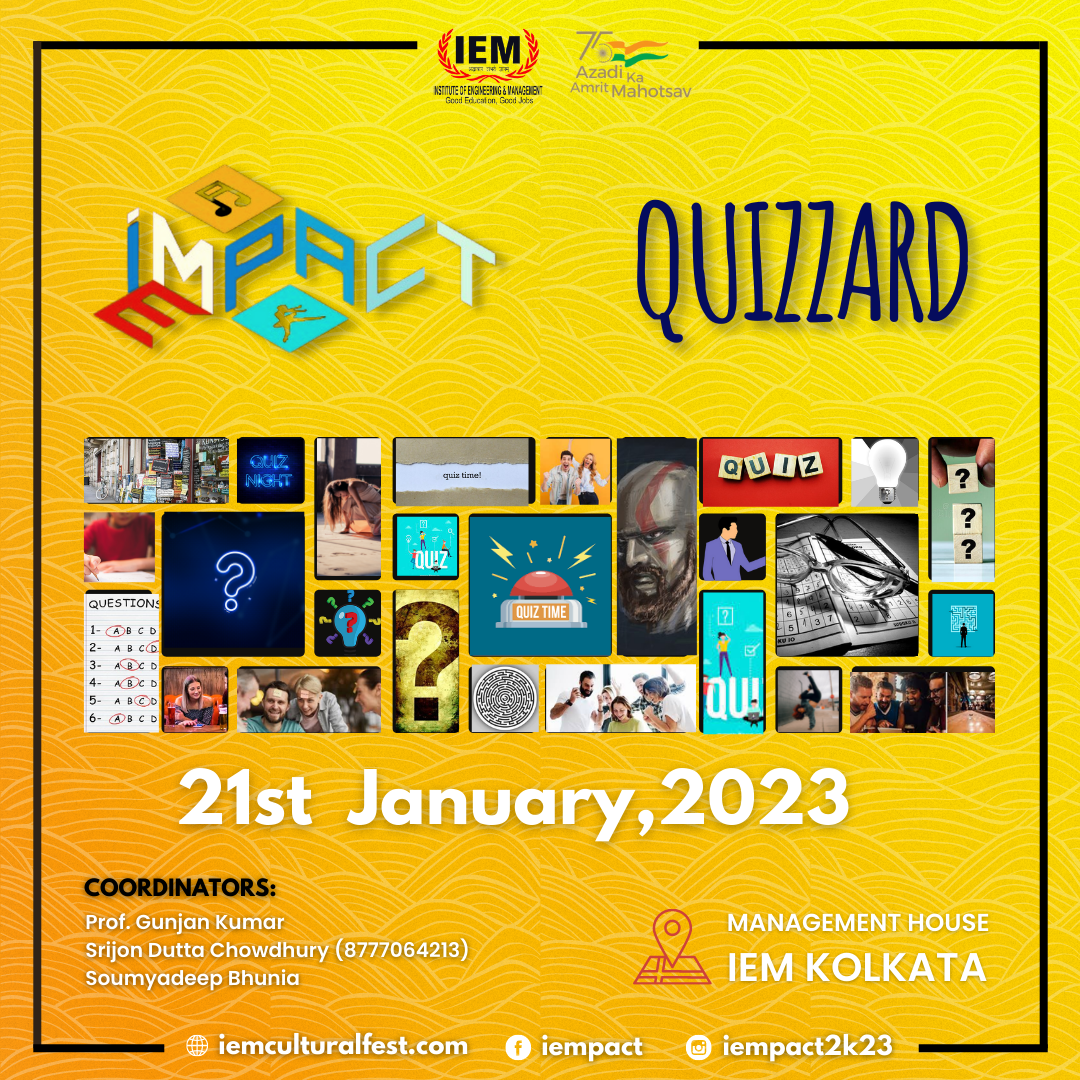 IEM
INSTITUTE OF ENGINEERING & MANAGEMENT
Good Education, Good Jobs
75
Azadi Ka
Amrit Mahotsav
iEMPACT
QUIZZARD
QUIZ
NIGHT
quiz time!
QUIZ
?
?
?
?
QUIZ
QUIZ TIME
?
QUESTIONS
1- A B C D
2- A B C D
3- A B C D
4- A B C D
5- A B C D
6- A B C D
?
?
?
QUI
21st January,2023
COORDINATORS:
Prof. Gunjan Kumar
Srijon Dutta Chowdhury (8777064213)
Soumyadeep Bhunia
MANAGEMENT HOUSE
IEM KOLKATA
iemculturalfest.com
iempact
iempact2k23